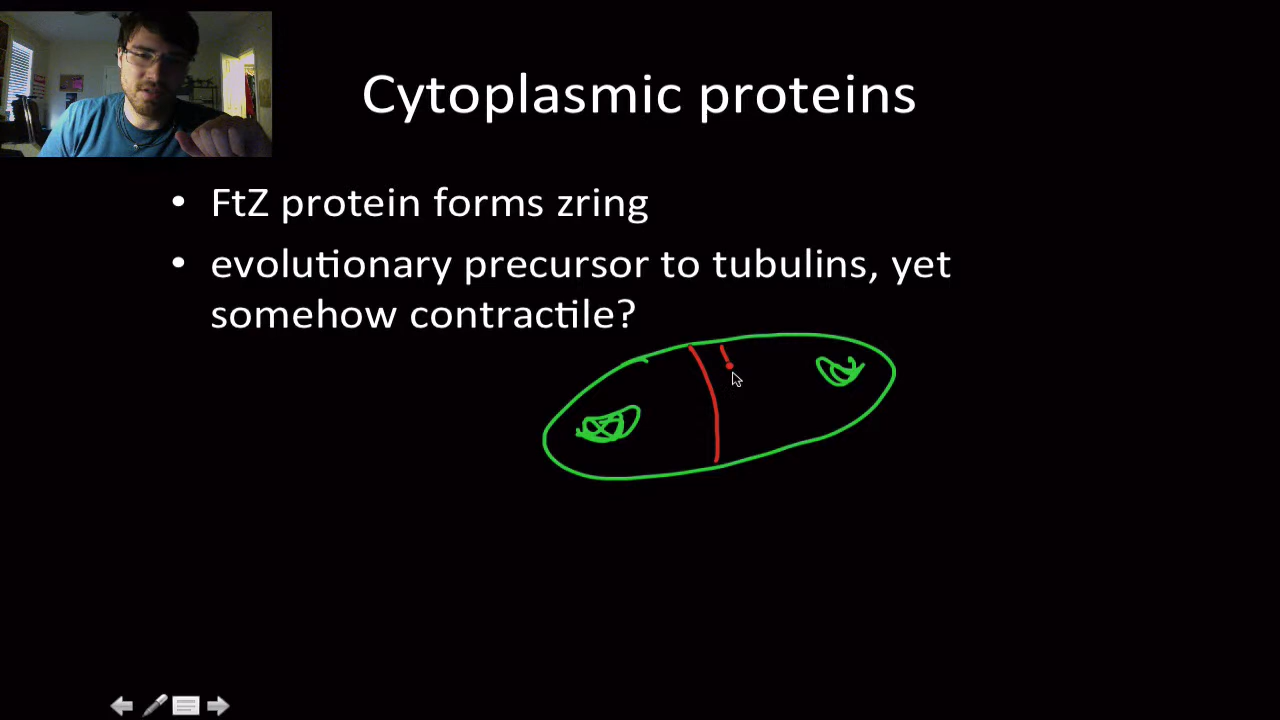 Cytoplasmic proteins
• FtZ protein forms zring
• evolutionary precursor to tubulins, yet
somehow contractile?